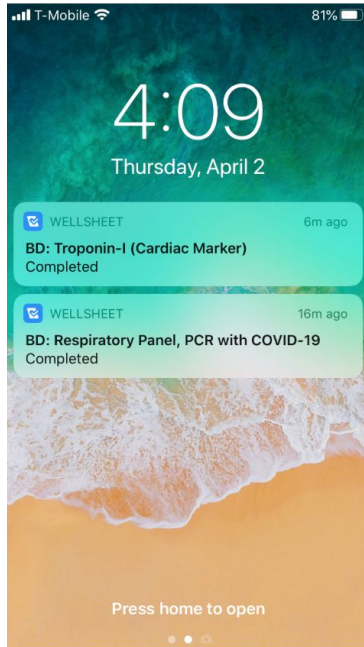 T-Mobile 81%
4:09
Thursday, April 2
WELLSHEET 6m ago
BD: Troponin-I (Cardiac Marker)
Completed
WELLSHEET 16m ago
BD: Respiratory Panel, PCR with COVID-19
Completed
Press home to open